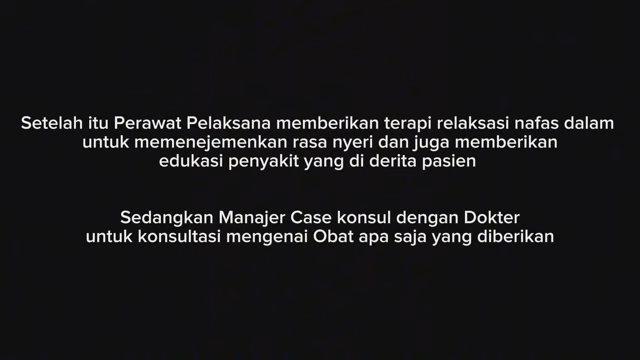 Setelah itu Perawat Pelaksana memberikan terapi relaksasi nafas dalam
untuk memenejemenkan rasa nyeri dan juga memberikan
edukasi penyakit yang di derita pasien
Sedangkan Manajer Case konsul dengan Dokter
untuk konsultasi mengenai Obat apa saja yang diberikan